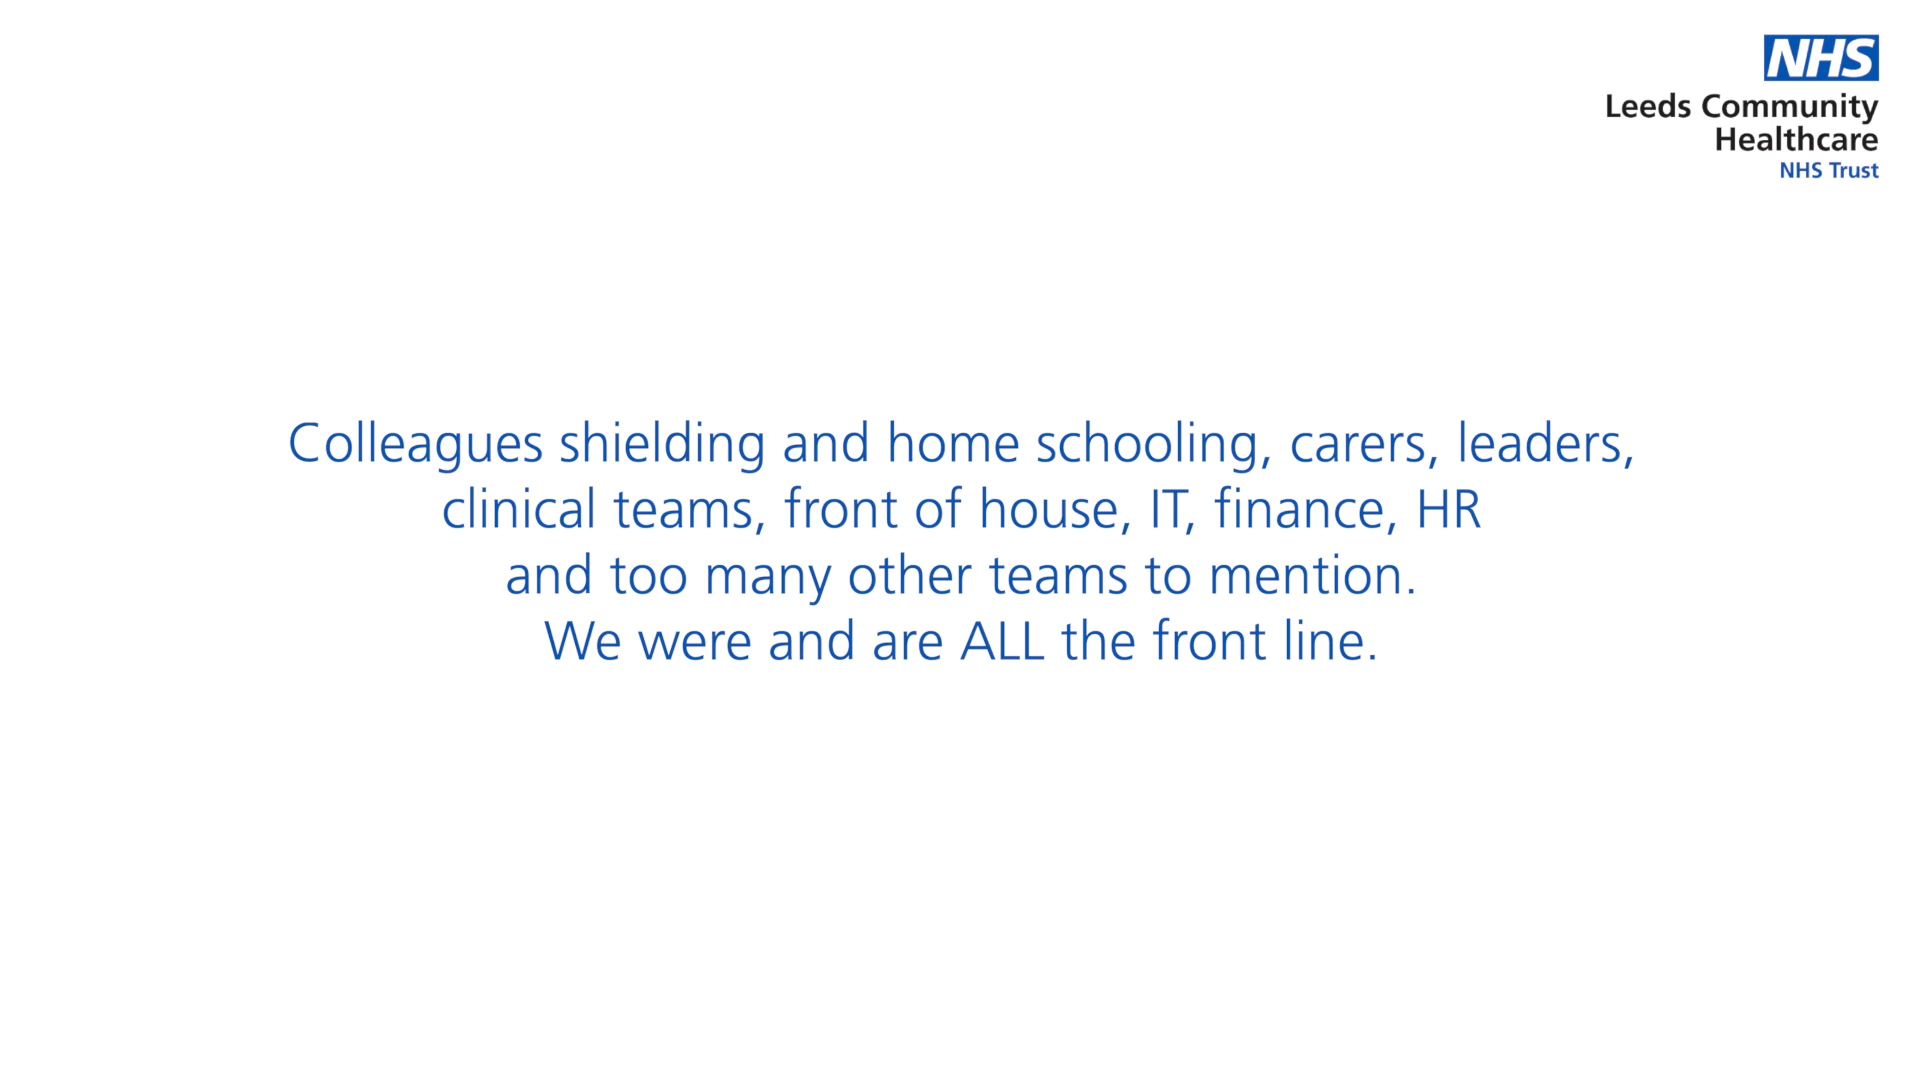 NHS
Leeds Community
Healthcare
NHS Trust
Colleagues shielding and home schooling, carers, leaders,
clinical teams, front of house, IT, finance, HR
and too many other teams to mention.
We were and are ALL the front line.